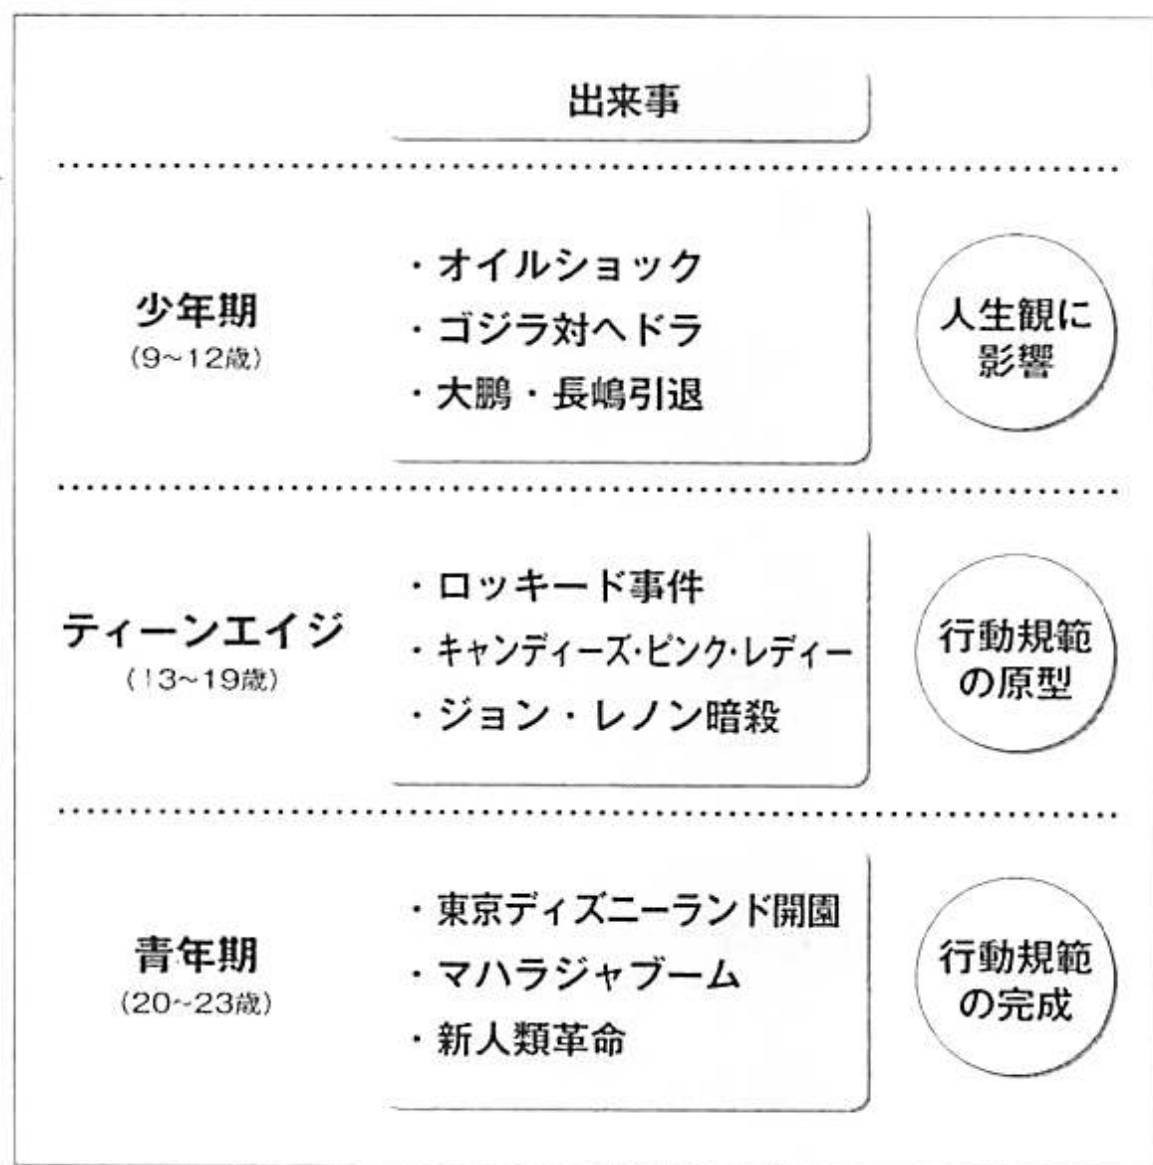 出来事
少年期
(9~12歳)
・オイルショック
・ゴジラ対ヘドラ
・大鵬・長嶋引退
人生観に
影響
ティーンエイジ
(13~19歳)
・ロッキード事件
・キャンディーズ・ピンク・レディー
・ジョン・レノン暗殺
行動規範
の原型
青年期
(20~23歳)
・東京ディズニーランド開園
・マハラジャブーム
・新人類革命
行動規範
の完成